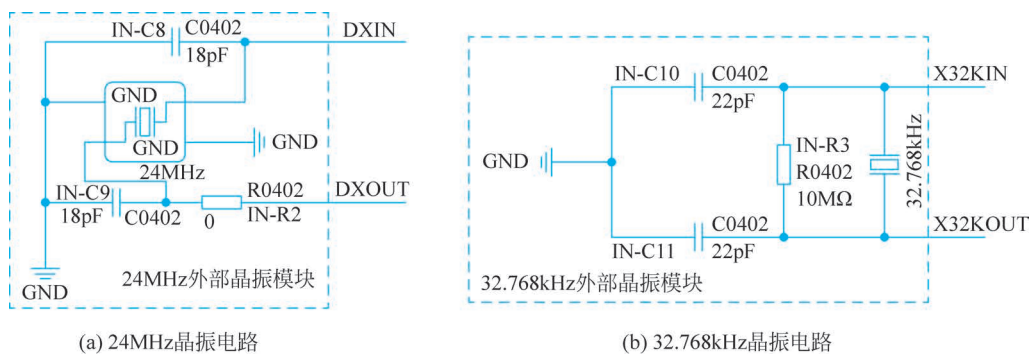 IN-C8
C0402
18pF
DXIN
GND
GND
24MHz
GND
IN-C9
18pF
C0402
R0402
0
IN-R2
DXOUT
GND
24MHz外部晶振模块
(a) 24MHz晶振电路
IN-C10
C0402
22pF
X32KIN
GND
IN-R3
R0402
10MΩ
32.768kHz
C0402
IN-C11
22pF
X32KOUT
32.768kHz外部晶振模块
(b) 32.768kHz晶振电路